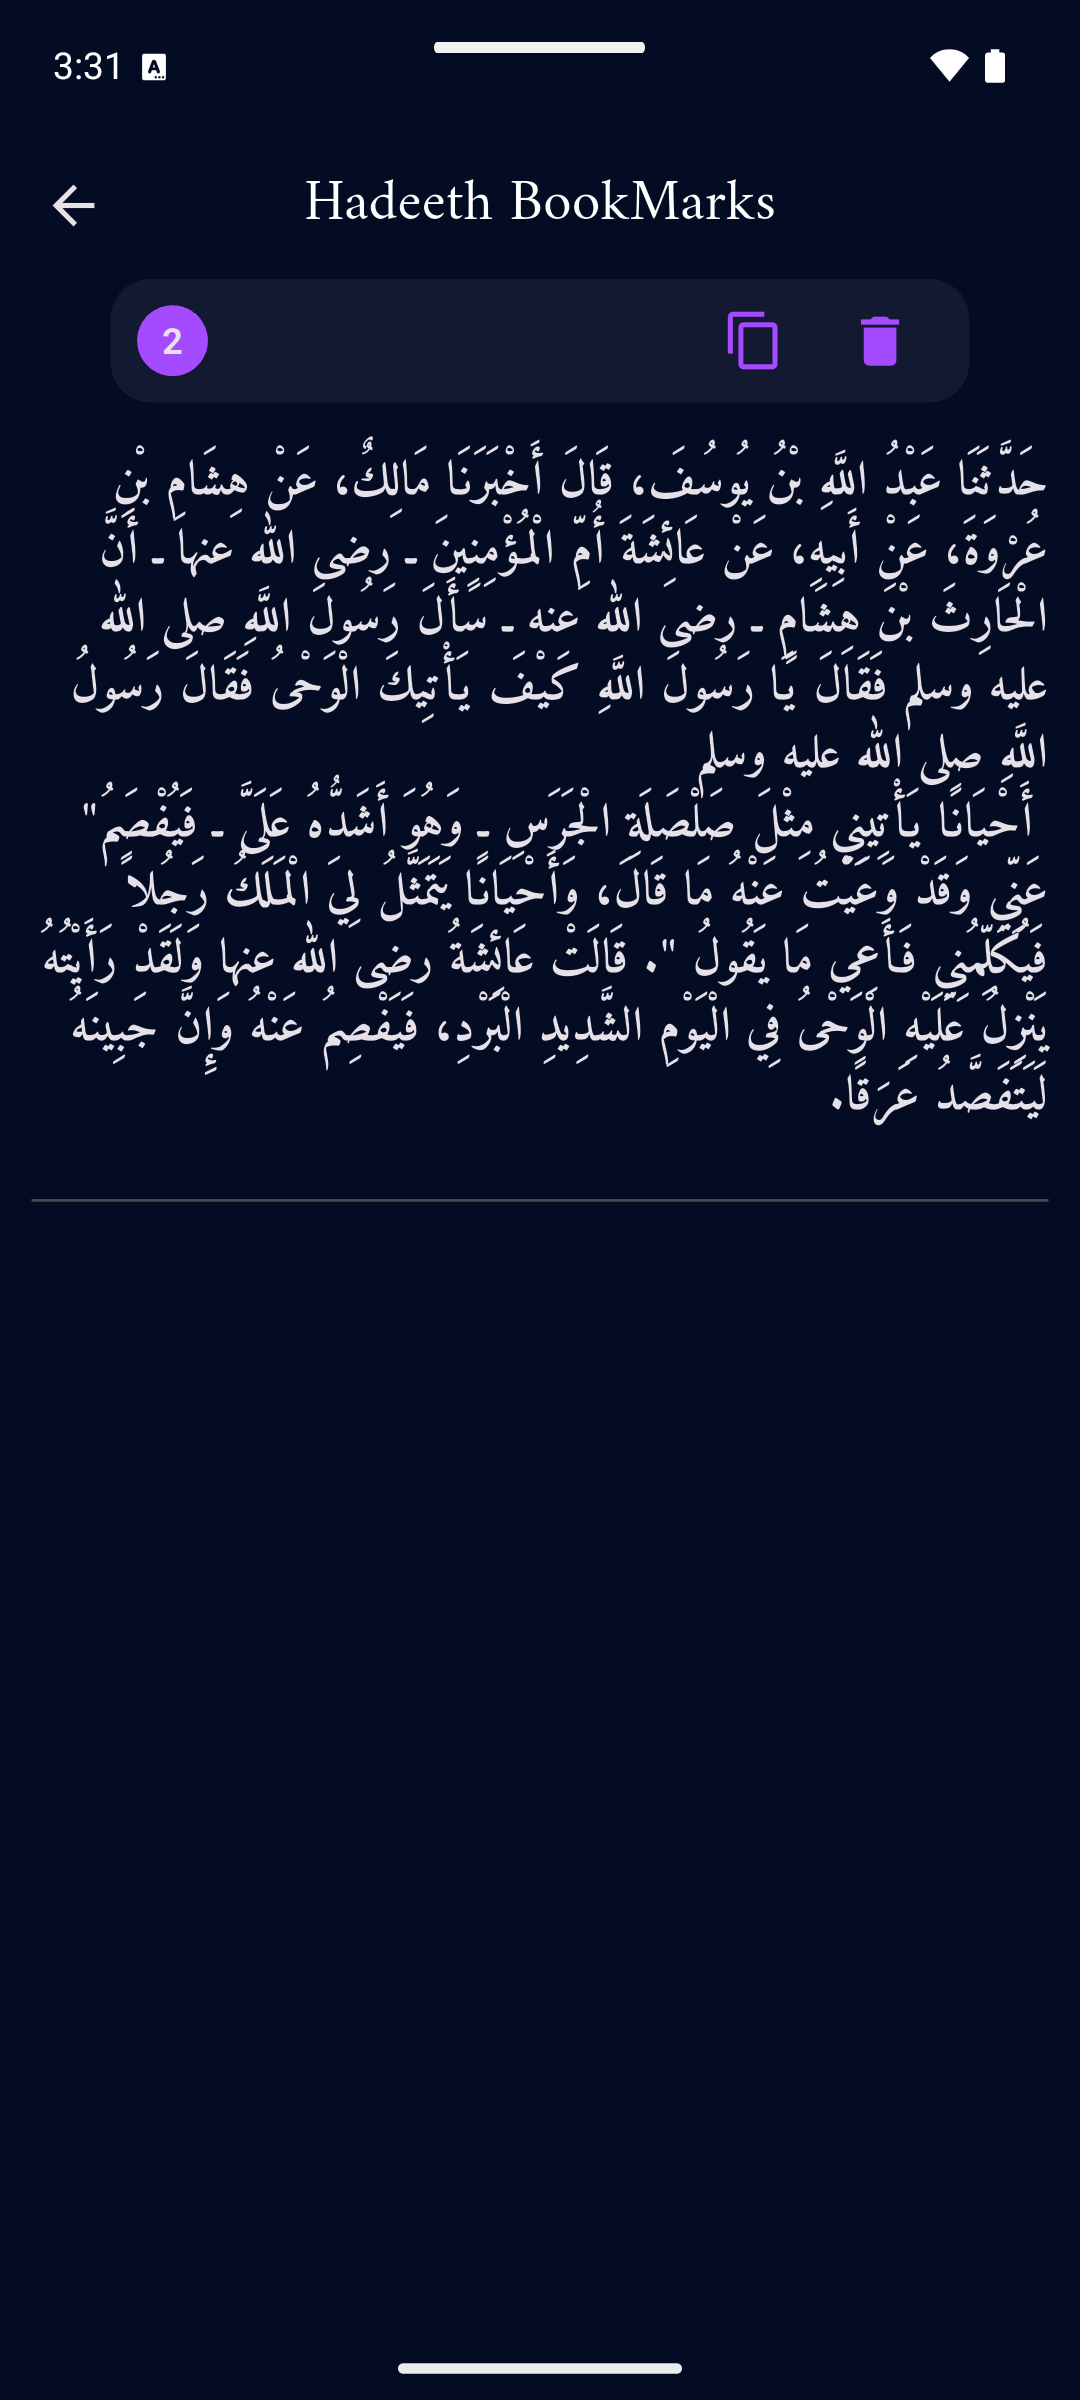 3:31
Hadeeth BookMarks
2
حَدَّثَنَا عَبْدُ اللَّهِ بْنُ يُوسُفَ، قَالَ أَخْبَرَنَا مَالِكٌ، عَنْ هِشَامِ بْنِ
عُرْوَةَ، عَنْ أَبِيهِ، عَنْ عَائِشَةَ أُمِّ الْمُؤْمِنِينَ ـ رضى الله عنها ـ أَنَّ
الْحَارِثَ بْنَ هِشَامٍ ـ رضى الله عنه ـ سَأَلَ رَسُولَ اللَّهِ صلى الله
عليه وسلم فَقَالَ يَا رَسُولَ اللَّهِ كَيْفَ يَأْتِيكَ الْوَحْىُ فَقَالَ رَسُولُ
اللَّهِ صلى الله عليه وسلم
أَحْيَانًا يَأْتِينِي مِثْلَ صَلْصَلَةِ الْجَرَسِ ـ وَهُوَ أَشَدُّهُ عَلَىَّ ـ فَيُفْصَمُ"
عَنِّي وَقَدْ وَعَيْتُ عَنْهُ مَا قَالَ، وَأَحْيَانًا يَتَمَثَّلُ لِيَ الْمَلَكُ رَجُلاً
فَيُكَلِّمُنِي فَأَعِي مَا يَقُولُ ". قَالَتْ عَائِشَةُ رضى الله عنها وَلَقَدْ رَأَيْتُهُ
يَنْزِلُ عَلَيْهِ الْوَحْىُ فِي الْيَوْمِ الشَّدِيدِ الْبَرْدِ، فَيَفْصِمُ عَنْهُ وَإِنَّ جَبِينَهُ
لَيَتَفَصَّدُ عَرَقًا.